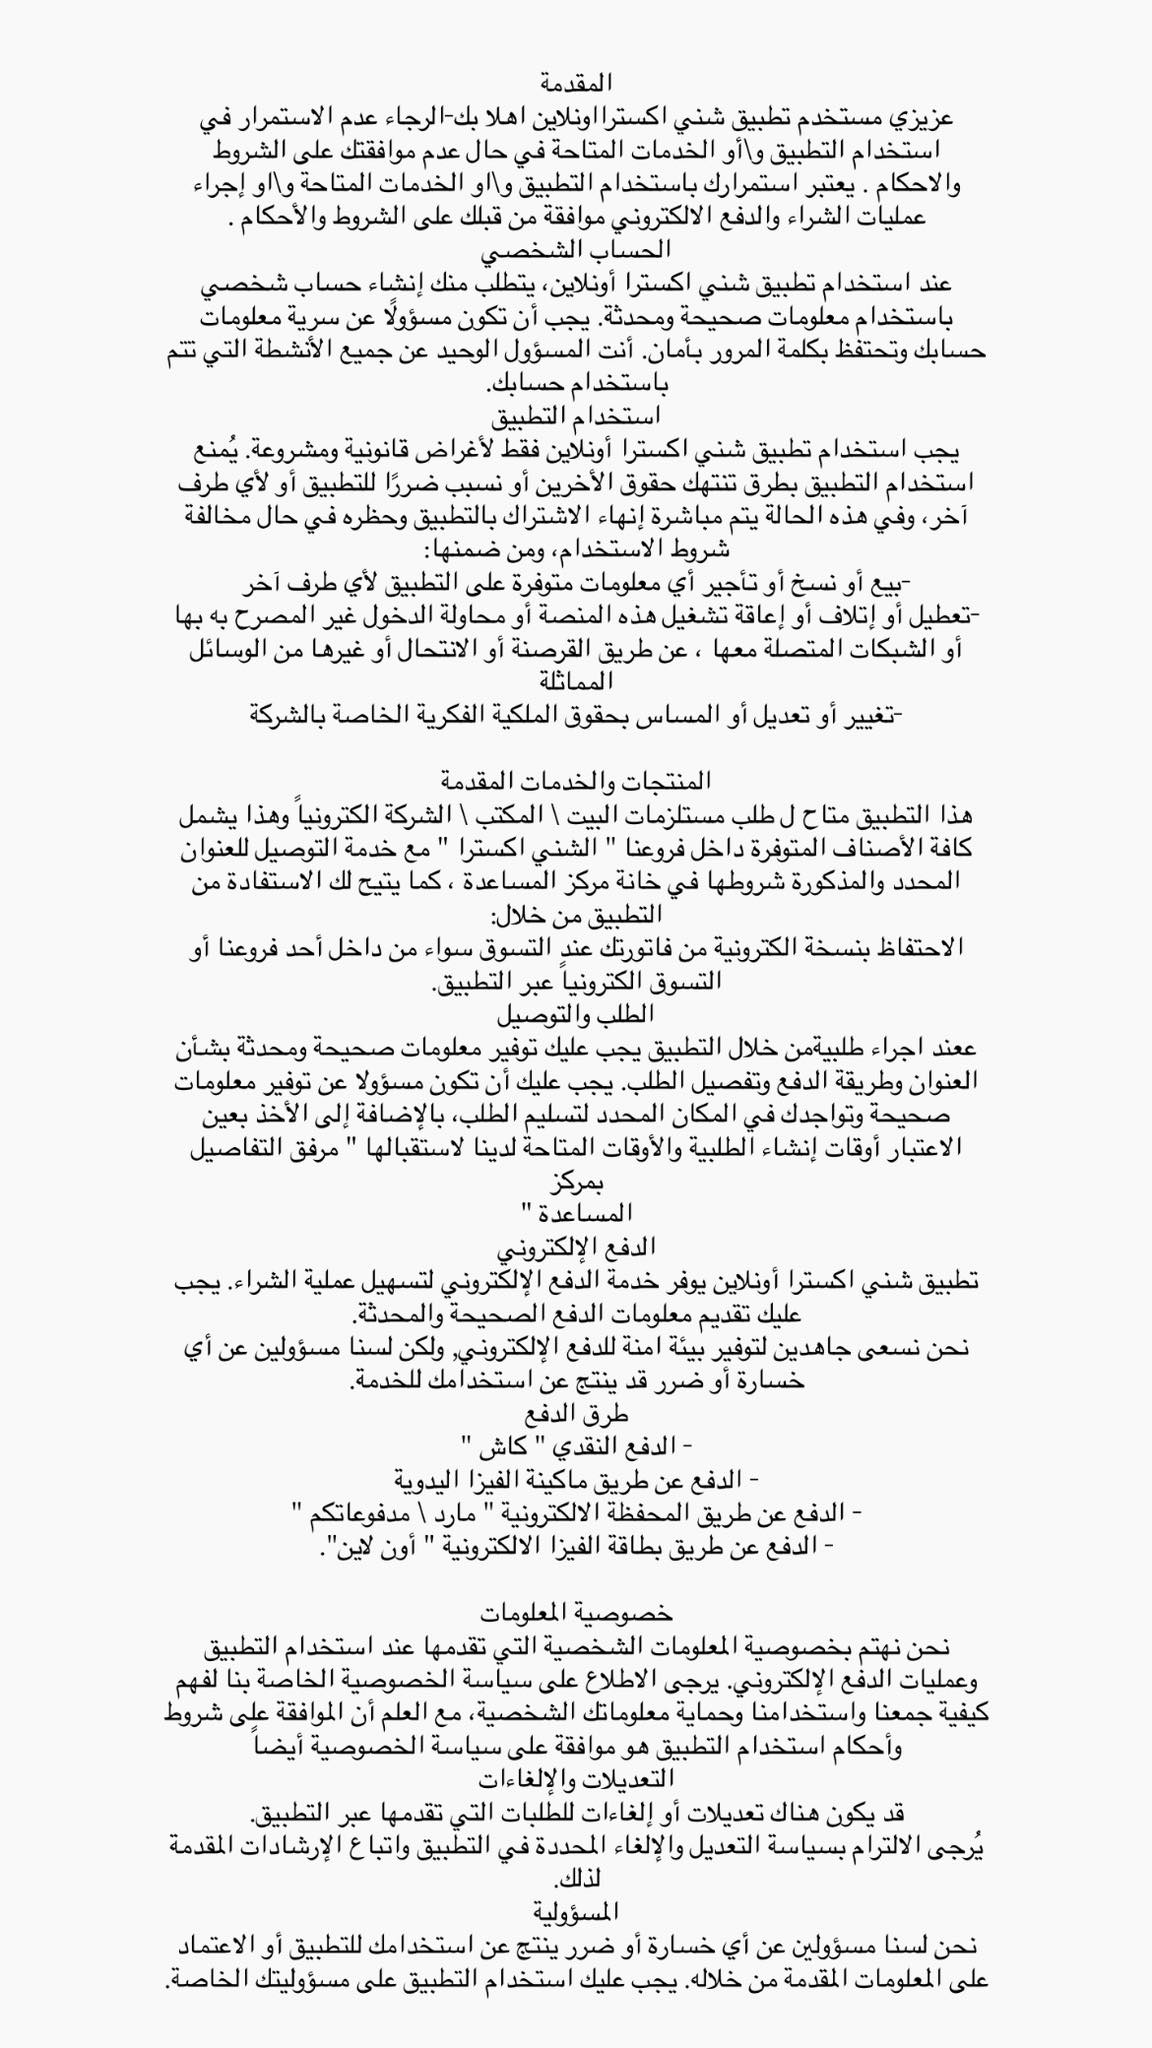 المقدمة
عزيزي مستخدم تطبيق شني اكسترااونلاين اهلا بك-الرجاء عدم الاستمرار في
استخدام التطبيق و\أو الخدمات المتاحة في حال عدم موافقتك على الشروط
والاحكام . يعتبر استمرارك باستخدام التطبيق و\او الخدمات المتاحة و\او إجراء
عمليات الشراء والدفع الالكتروني موافقة من قبلك على الشروط والأحكام .
الحساب الشخصي
عند استخدام تطبيق شني اكسترا أونلاين، يتطلب منك إنشاء حساب شخصي
باستخدام معلومات صحيحة ومحدثة. يجب أن تكون مسؤولًا عن سرية معلومات
حسابك وتحتفظ بكلمة المرور بأمان. أنت المسؤول الوحيد عن جميع الأنشطة التي تتم
باستخدام حسابك.
استخدام التطبيق
يجب استخدام تطبيق شني اكسترا أونلاين فقط لأغراض قانونية ومشروعة. يُمنع
استخدام التطبيق بطرق تنتهك حقوق الأخرين أو نسبب ضررًا للتطبيق أو لأي طرف
آخر، وفي هذه الحالة يتم مباشرة إنهاء الاشتراك بالتطبيق وحظره في حال مخالفة
شروط الاستخدام، ومن ضمنها:
-بيع أو نسخ أو تأجير أي معلومات متوفرة على التطبيق لأي طرف آخر
-تعطيل أو إتلاف أو إعاقة تشغيل هذه المنصة أو محاولة الدخول غير المصرح به بها
أو الشبكات المتصلة معها ، عن طريق القرصنة أو الانتحال أو غيرها من الوسائل
المماثلة
-تغيير أو تعديل أو المساس بحقوق الملكية الفكرية الخاصة بالشركة
المنتجات والخدمات المقدمة
هذا التطبيق متاح ل طلب مستلزمات البيت \ المكتب \ الشركة الكترونياً وهذا يشمل
كافة الأصناف المتوفرة داخل فروعنا " الشني اكسترا " مع خدمة التوصيل للعنوان
المحدد والمذكورة شروطها في خانة مركز المساعدة ، كما يتيح لك الاستفادة من
التطبيق من خلال:
الاحتفاظ بنسخة الكترونية من فاتورتك عند التسوق سواء من داخل أحد فروعنا أو
التسوق الكترونياً عبر التطبيق.
الطلب والتوصيل
ععند اجراء طلبيةمن خلال التطبيق يجب عليك توفير معلومات صحيحة ومحدثة بشأن
العنوان وطريقة الدفع وتفصيل الطلب. يجب عليك أن تكون مسؤولا عن توفير معلومات
صحيحة وتواجدك في المكان المحدد لتسليم الطلب، بالإضافة إلى الأخذ بعين
الاعتبار أوقات إنشاء الطلبية والأوقات المتاحة لدينا لاستقبالها " مرفق التفاصيل
بمركز
المساعدة "
الدفع الإلكتروني
تطبيق شني اكسترا أونلاين يوفر خدمة الدفع الإلكتروني لتسهيل عملية الشراء. يجب
عليك تقديم معلومات الدفع الصحيحة والمحدثة.
نحن نسعى جاهدين لتوفير بيئة امنة للدفع الإلكتروني, ولكن لسنا مسؤولين عن أي
خسارة أو ضرر قد ينتج عن استخدامك للخدمة.
طرق الدفع
- الدفع النقدي " كاش "
- الدفع عن طريق ماكينة الفيزا اليدوية
- الدفع عن طريق المحفظة الالكترونية " مارد \ مدفوعاتكم "
- الدفع عن طريق بطاقة الفيزا الالكترونية " أون لاين".
خصوصية المعلومات
نحن نهتم بخصوصية المعلومات الشخصية التي تقدمها عند استخدام التطبيق
وعمليات الدفع الإلكتروني. يرجى الاطلاع على سياسة الخصوصية الخاصة بنا لفهم
كيفية جمعنا واستخدامنا وحماية معلوماتك الشخصية، مع العلم أن الموافقة على شروط
وأحكام استخدام التطبيق هو موافقة على سياسة الخصوصية أيضاً
التعديلات والإلغاءات
قد يكون هناك تعديلات أو إلغاءات للطلبات التي تقدمها عبر التطبيق.
يُرجى الالترام بسياسة التعديل والإلغاء المحددة في التطبيق واتباع الإرشادات المقدمة
لذلك.
المسؤولية
نحن لسنا مسؤولين عن أي خسارة أو ضرر ينتج عن استخدامك للتطبيق أو الاعتماد
على المعلومات المقدمة من خلاله. يجب عليك استخدام التطبيق على مسؤوليتك الخاصة.